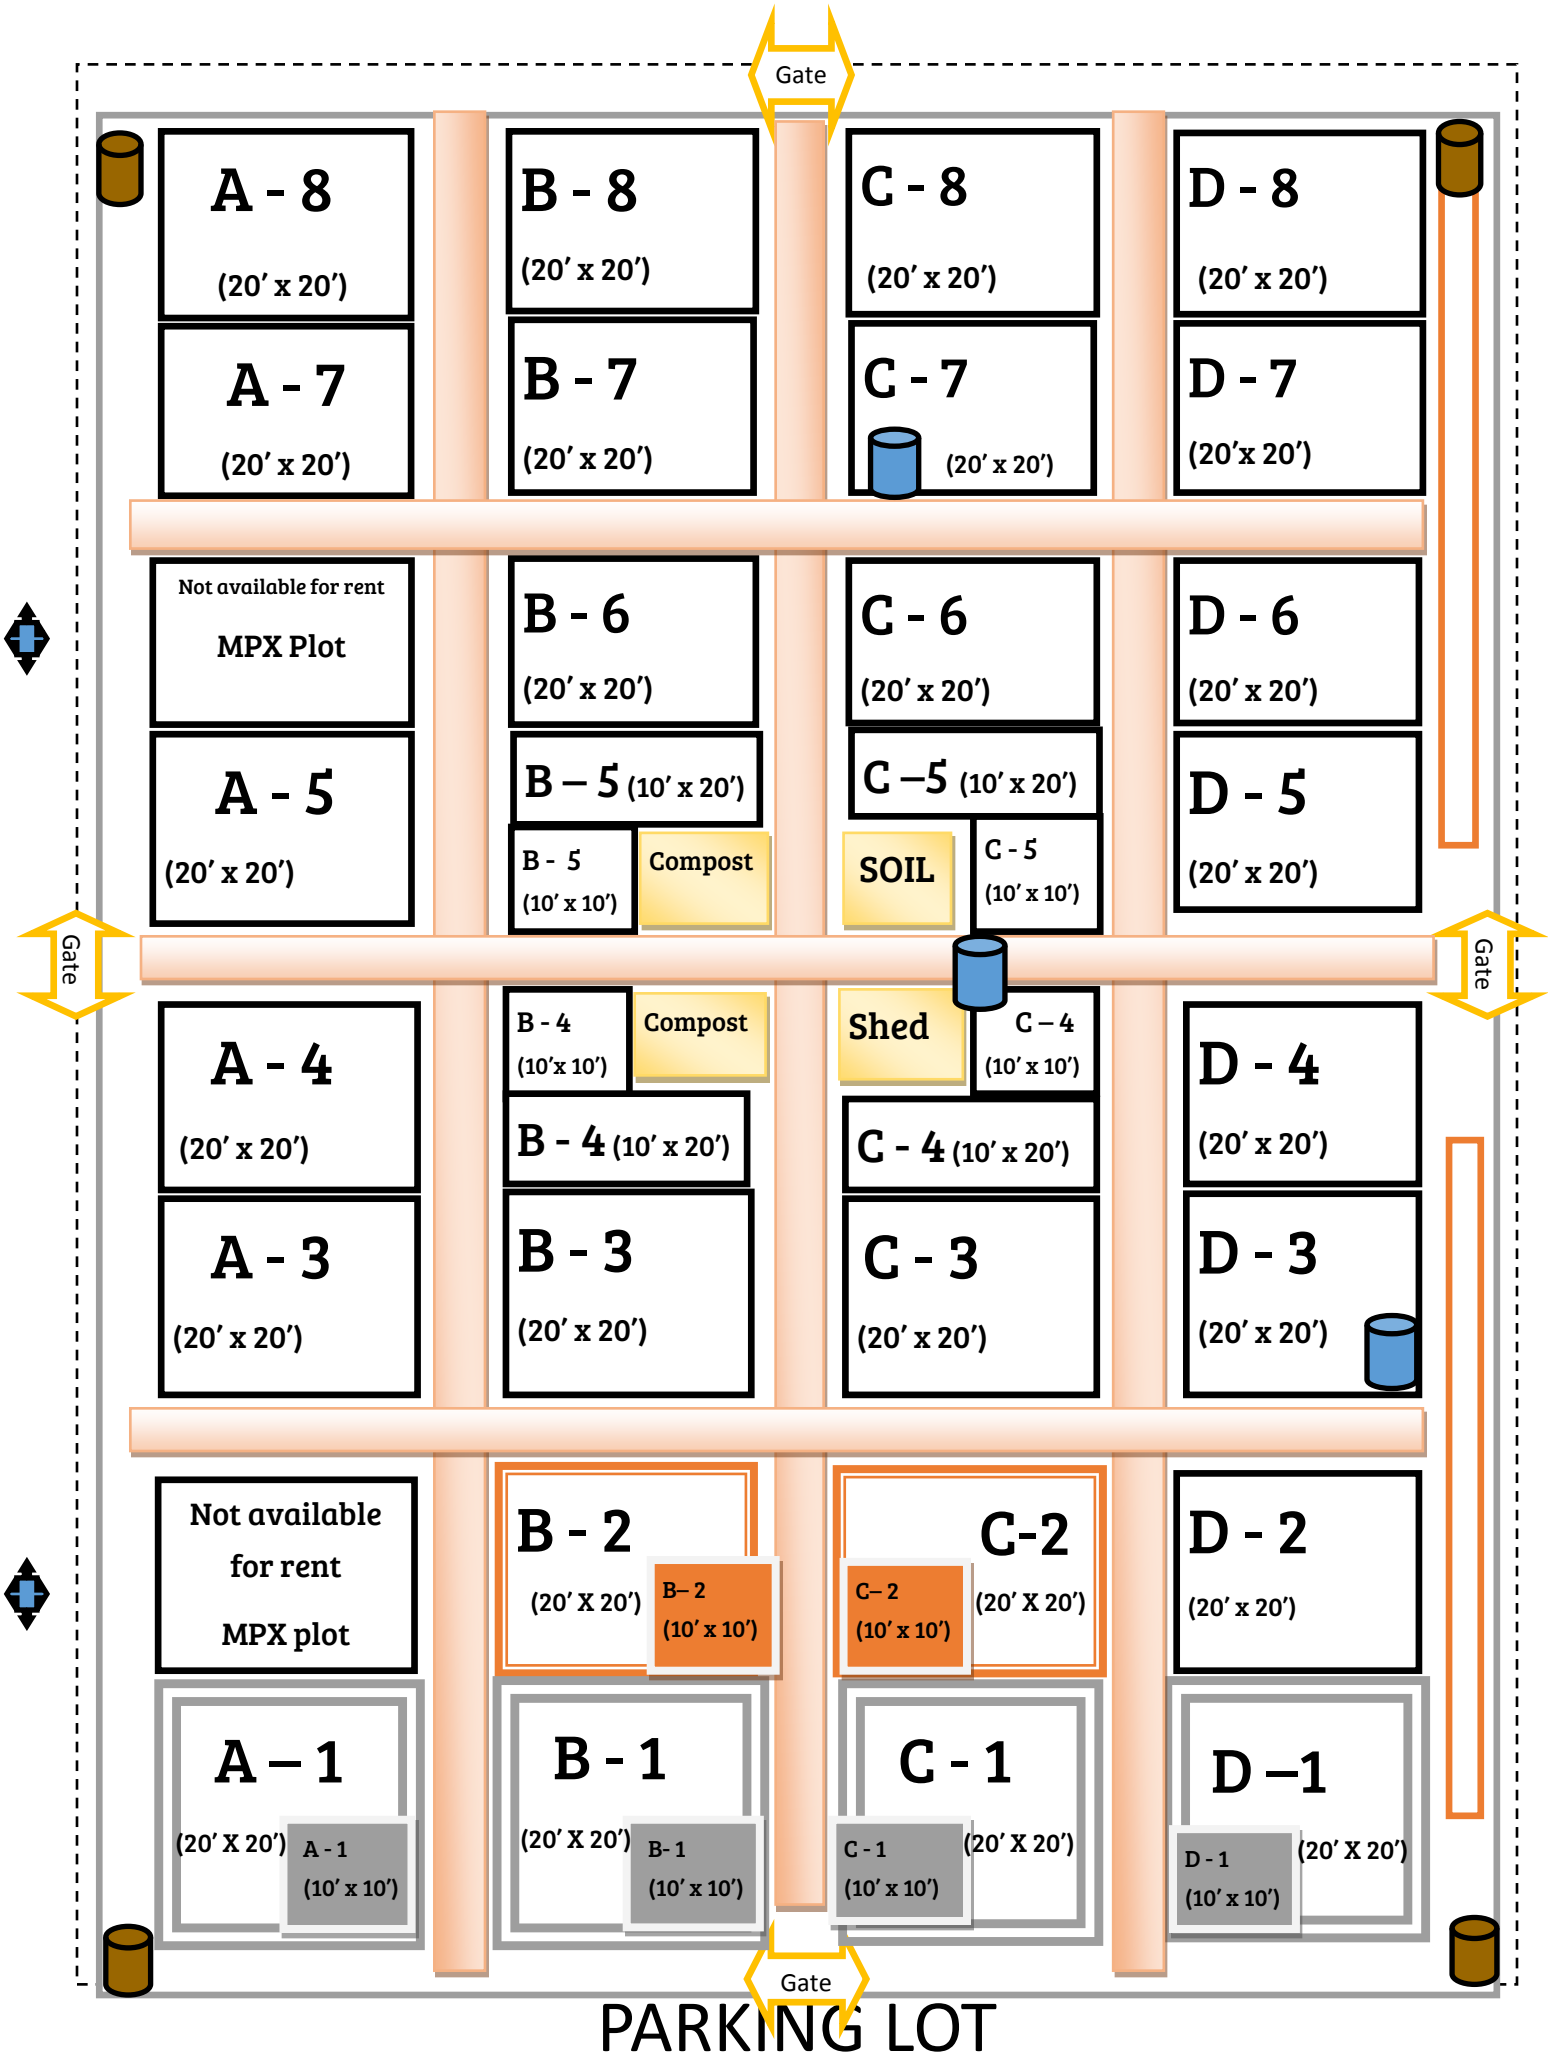 Gate
A - 8
(20’ x 20’)
B - 8
(20’ x 20’)
C - 8
(20’ x 20’)
D - 8
(20’ x 20’)
A - 7
(20’ x 20’)
B - 7
(20’ x 20’)
C - 7
(20’ x 20’)
D - 7
(20’x 20’)
Not available for rent
MPX Plot
B - 6
(20’ x 20’)
C - 6
(20’ x 20’)
D - 6
(20’ x 20’)
A - 5
(20’ x 20’)
B – 5 (10’ x 20’)
C –5 (10’ x 20’)
D - 5
(20’ x 20’)
B - 5
(10’ x 10’)
Compost
SOIL
C - 5
(10’ x 10’)
Gate
Gate
A - 4
(20’ x 20’)
B - 4
(10’x 10’)
Compost
Shed
C – 4
(10’ x 10’)
D - 4
(20’ x 20’)
B - 4 (10’ x 20’)
C - 4 (10’ x 20’)
A - 3
(20’ x 20’)
B - 3
(20’ x 20’)
C - 3
(20’ x 20’)
D - 3
(20’ x 20’)
Not available
for rent
MPX plot
B - 2
(20’ X 20’)
B– 2
(10’ x 10’)
C-2
(20’ X 20’)
C– 2
(10’ x 10’)
D - 2
(20’ x 20’)
A – 1
(20’ X 20’)
A - 1
(10’ x 10’)
B - 1
(20’ X 20’)
B- 1
(10’ x 10’)
C - 1
(20’ X 20’)
C - 1
(10’ x 10’)
D –1
(20’ X 20’)
D - 1
(10’ x 10’)
Gate
PARKING LOT